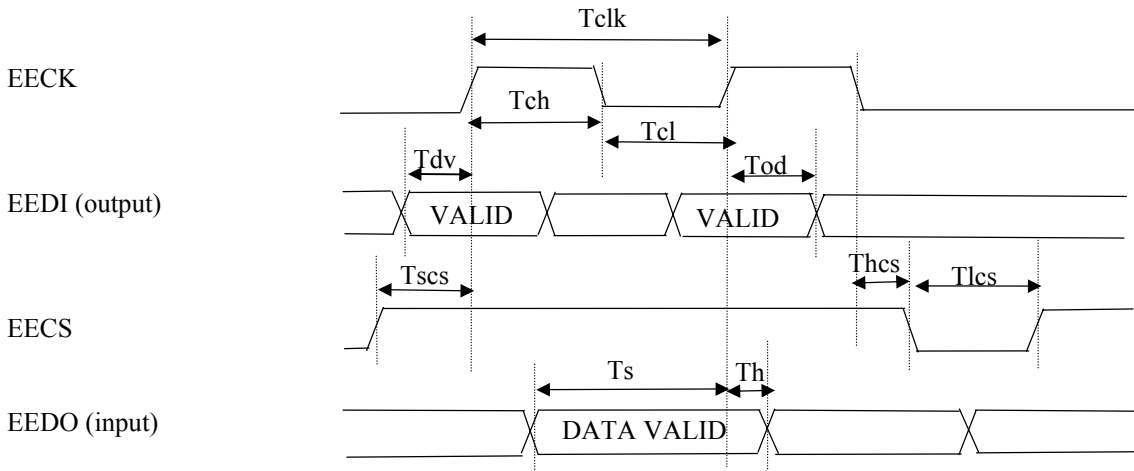 Tclk
EECK
Tch
Tcl
Tdv
Tod
EEDI (output)
VALID
VALID
Thcs
Tlcs
Tscs
EECS
Ts
Th
EEDO (input)
DATA VALID